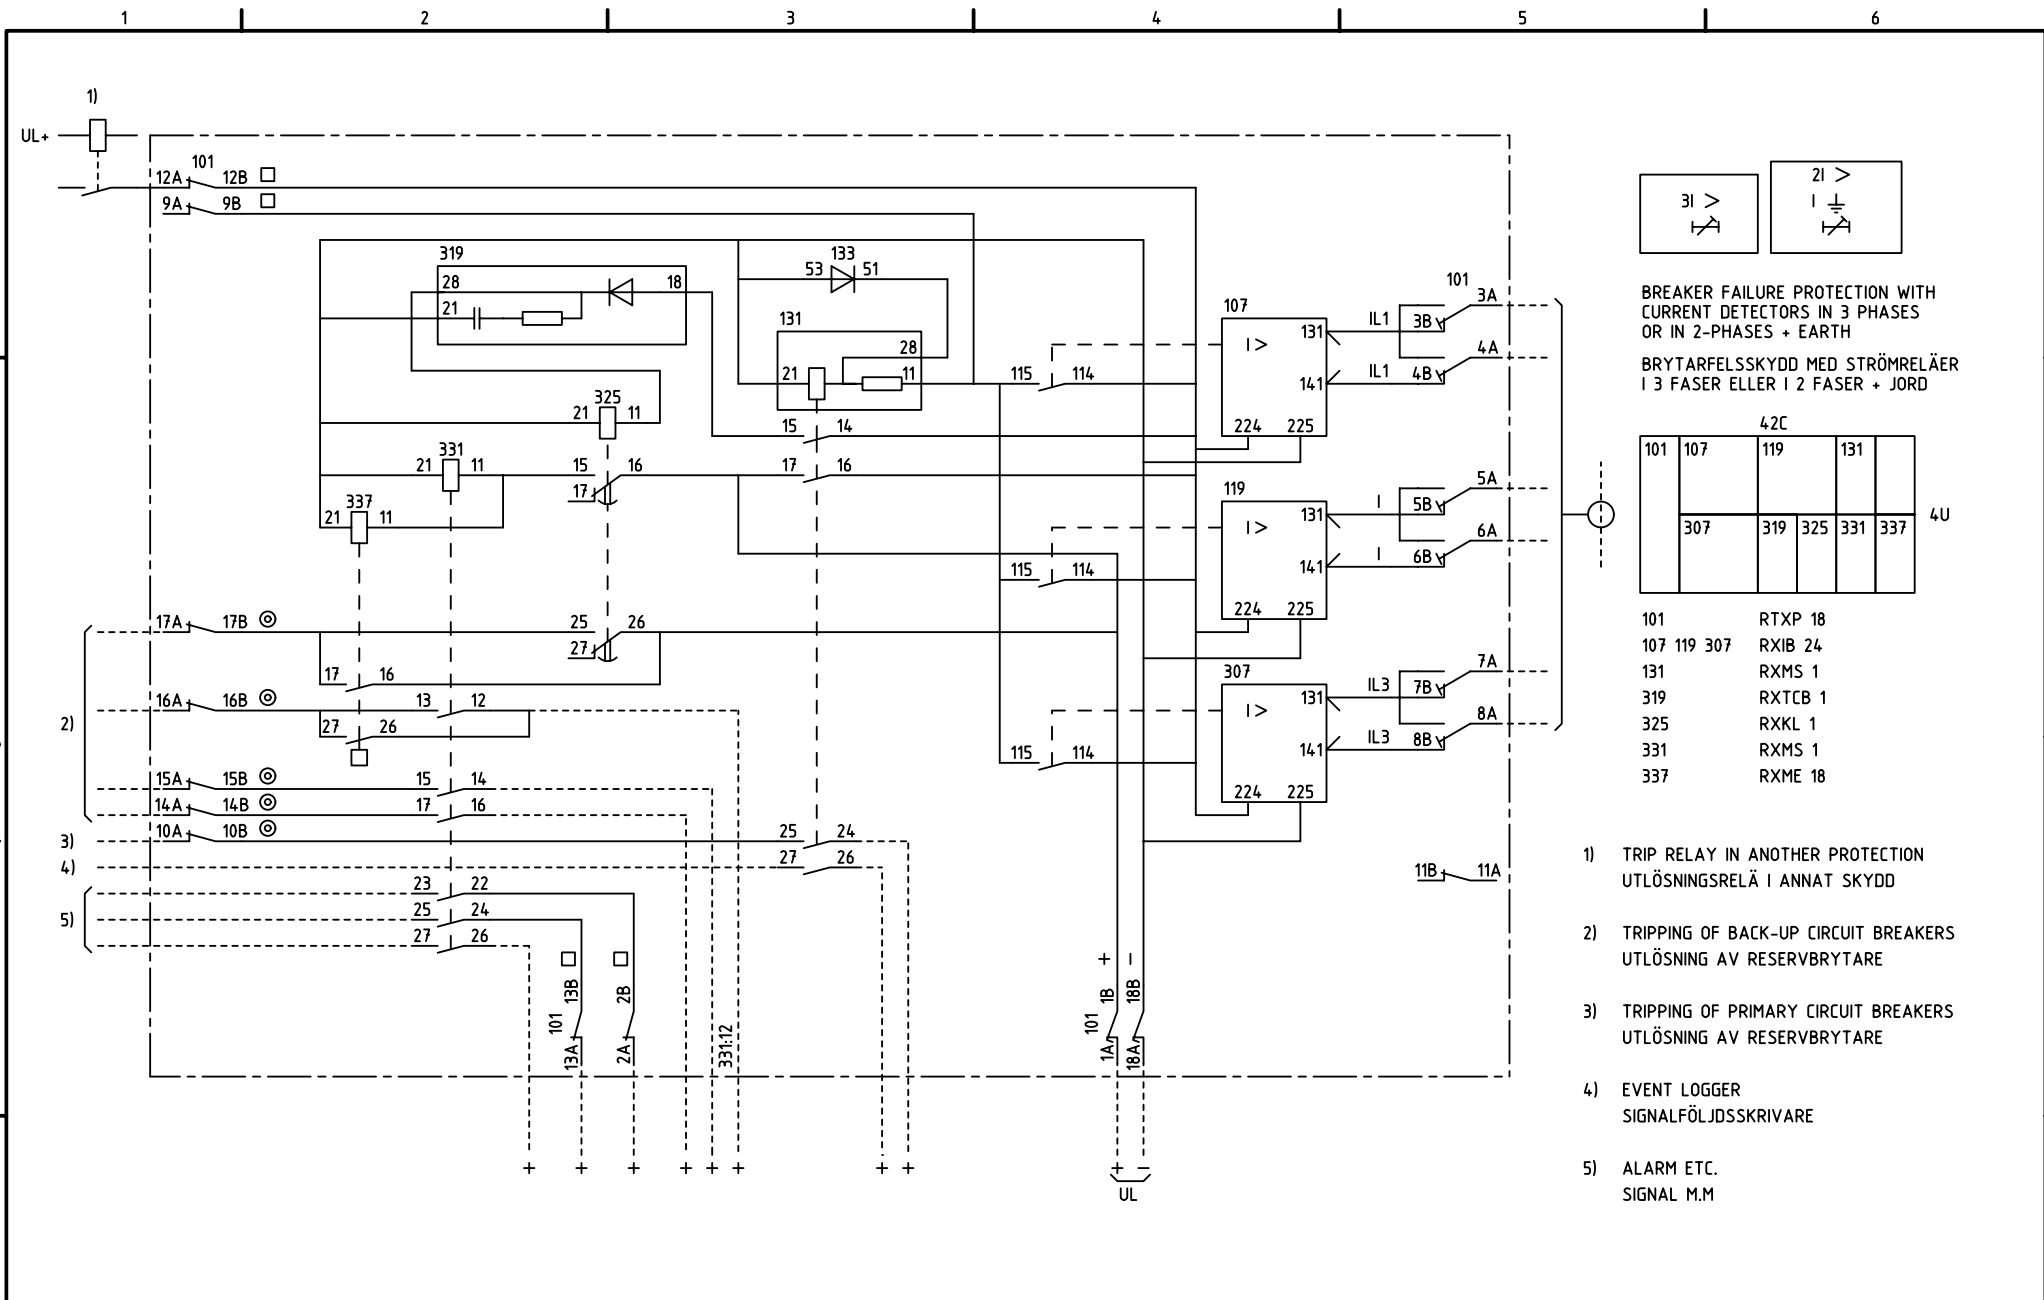 1 2 3 4 5 6
1)
UL+
101
12A 12B
9A 9B
319
28 18
21
133
53 51
131
28
21 11
325
21 11
15 14
331
21 11
15 16
17
17 16
337
21 11
17A 17B
25 26
27
17 16
16A 16B
13 12
27 26
2)
15A 15B
15 14
14A 14B
17 16
3)
10A 10B
25 24
4)
27 26
23 22
5)
25 24
27 26
101
13A 13B
2A 2B
331:12
+ -
101
1A 1B
18A 18B
+ + + + + + + + + -
UL
115 114
107
I >
131
141
224 225
IL1
IL1
101
3A
3B
4A
4B
115 114
119
I >
131
141
224 225
I
I
5A
5B
6A
6B
115 114
307
I >
131
141
224 225
IL3
IL3
7A
7B
8A
8B
11B 11A
3I >
2I >
I
BREAKER FAILURE PROTECTION WITH
CURRENT DETECTORS IN 3 PHASES
OR IN 2-PHASES + EARTH
BRYTARFELSSKYDD MED STRÖMRELÄER
I 3 FASER ELLER I 2 FASER + JORD
42C
101 107 119 131
307 319 325 331 337
4U
101 RTXP 18
107 119 307 RXIB 24
131 RXMS 1
319 RXTCB 1
325 RXKL 1
331 RXMS 1
337 RXME 18
1) TRIP RELAY IN ANOTHER PROTECTION
UTLÖSNINGSRELÄ I ANNAT SKYDD
2) TRIPPING OF BACK-UP CIRCUIT BREAKERS
UTLÖSNING AV RESERVBRYTARE
3) TRIPPING OF PRIMARY CIRCUIT BREAKERS
UTLÖSNING AV RESERVBRYTARE
4) EVENT LOGGER
SIGNALFÖLJDSSKRIVARE
5) ALARM ETC.
SIGNAL M.M